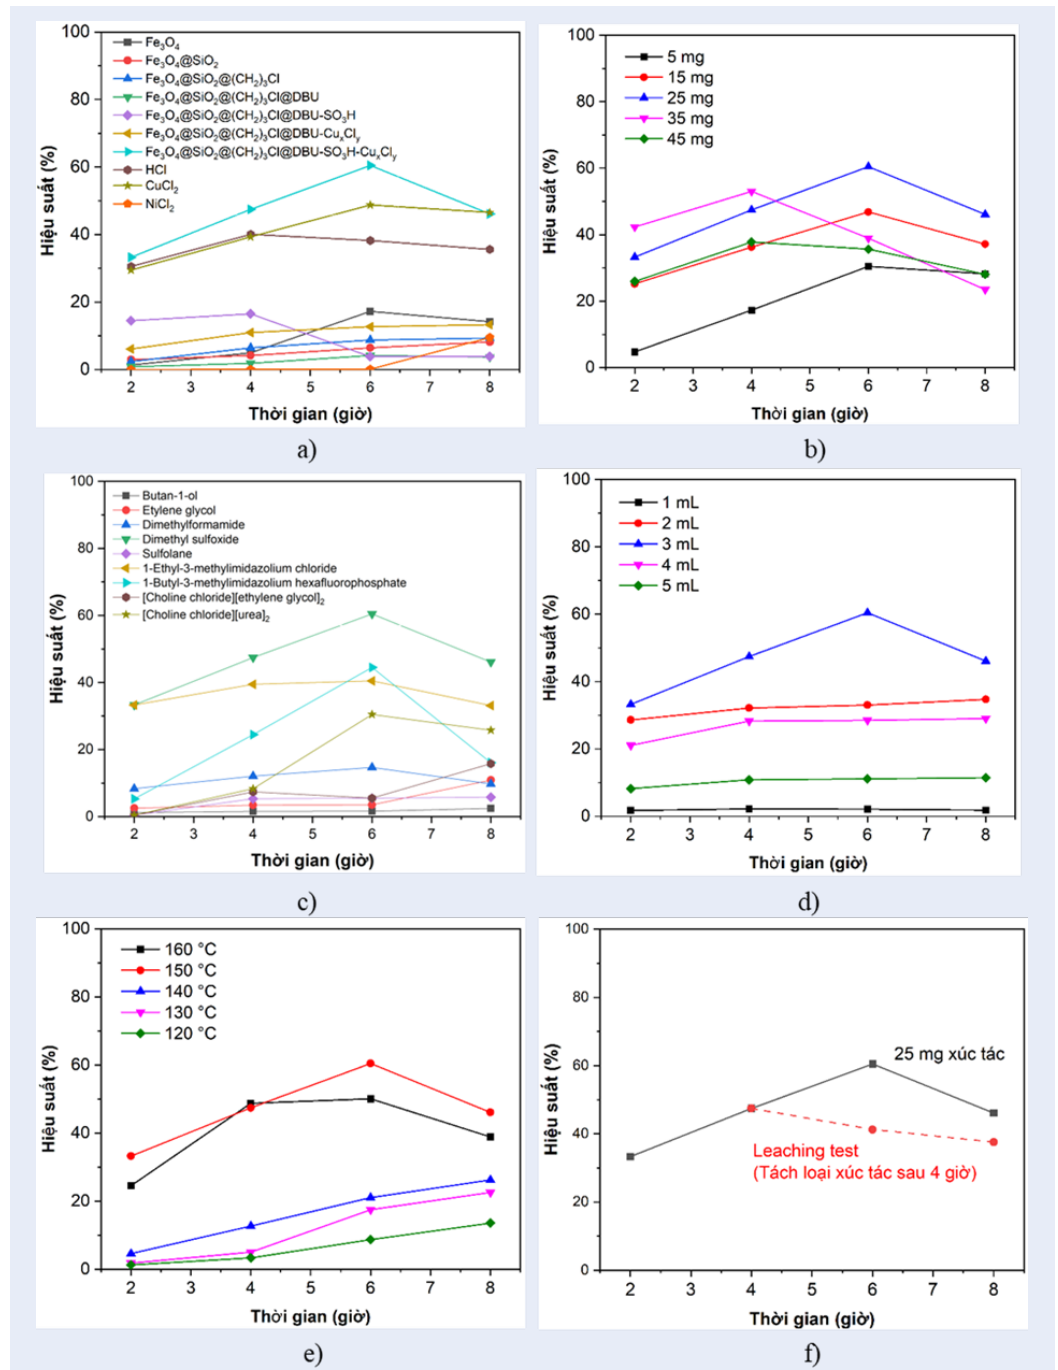 100
80
60
40
20
0
Hiệu suất (%)
Fe₃O₄
Fe₃O₄@SiO₂
Fe₃O₄@SiO₂@(CH₂)₃Cl
Fe₃O₄@SiO₂@(CH₂)₃Cl@DBU
Fe₃O₄@SiO₂@(CH₂)₃Cl@DBU-SO₃H
Fe₃O₄@SiO₂@(CH₂)₃Cl@DBU-CuₓClᵧ
Fe₃O₄@SiO₂@(CH₂)₃Cl@DBU-SO₃H-CuₓClᵧ
HCl
CuCl₂
NiCl₂
2 3 4 5 6 7 8
Thời gian (giờ)
a)
100
80
60
40
20
0
Hiệu suất (%)
5 mg
15 mg
25 mg
35 mg
45 mg
2 3 4 5 6 7 8
Thời gian (giờ)
b)
100
80
60
40
20
0
Hiệu suất (%)
Butan-1-ol
Etylene glycol
Dimethylformamide
Dimethyl sulfoxide
Sulfolane
1-Ethyl-3-methylimidazolium chloride
1-Butyl-3-methylimidazolium hexafluorophosphate
[Choline chloride][ethylene glycol]₂
[Choline chloride][urea]₂
2 3 4 5 6 7 8
Thời gian (giờ)
c)
100
80
60
40
20
0
Hiệu suất (%)
1 mL
2 mL
3 mL
4 mL
5 mL
2 3 4 5 6 7 8
Thời gian (giờ)
d)
100
80
60
40
20
0
Hiệu suất (%)
160 °C
150 °C
140 °C
130 °C
120 °C
2 3 4 5 6 7 8
Thời gian (giờ)
e)
100
80
60
40
20
0
Hiệu suất (%)
25 mg xúc tác
Leaching test
(Tách loại xúc tác sau 4 giờ)
2 3 4 5 6 7 8
Thời gian (giờ)
f)